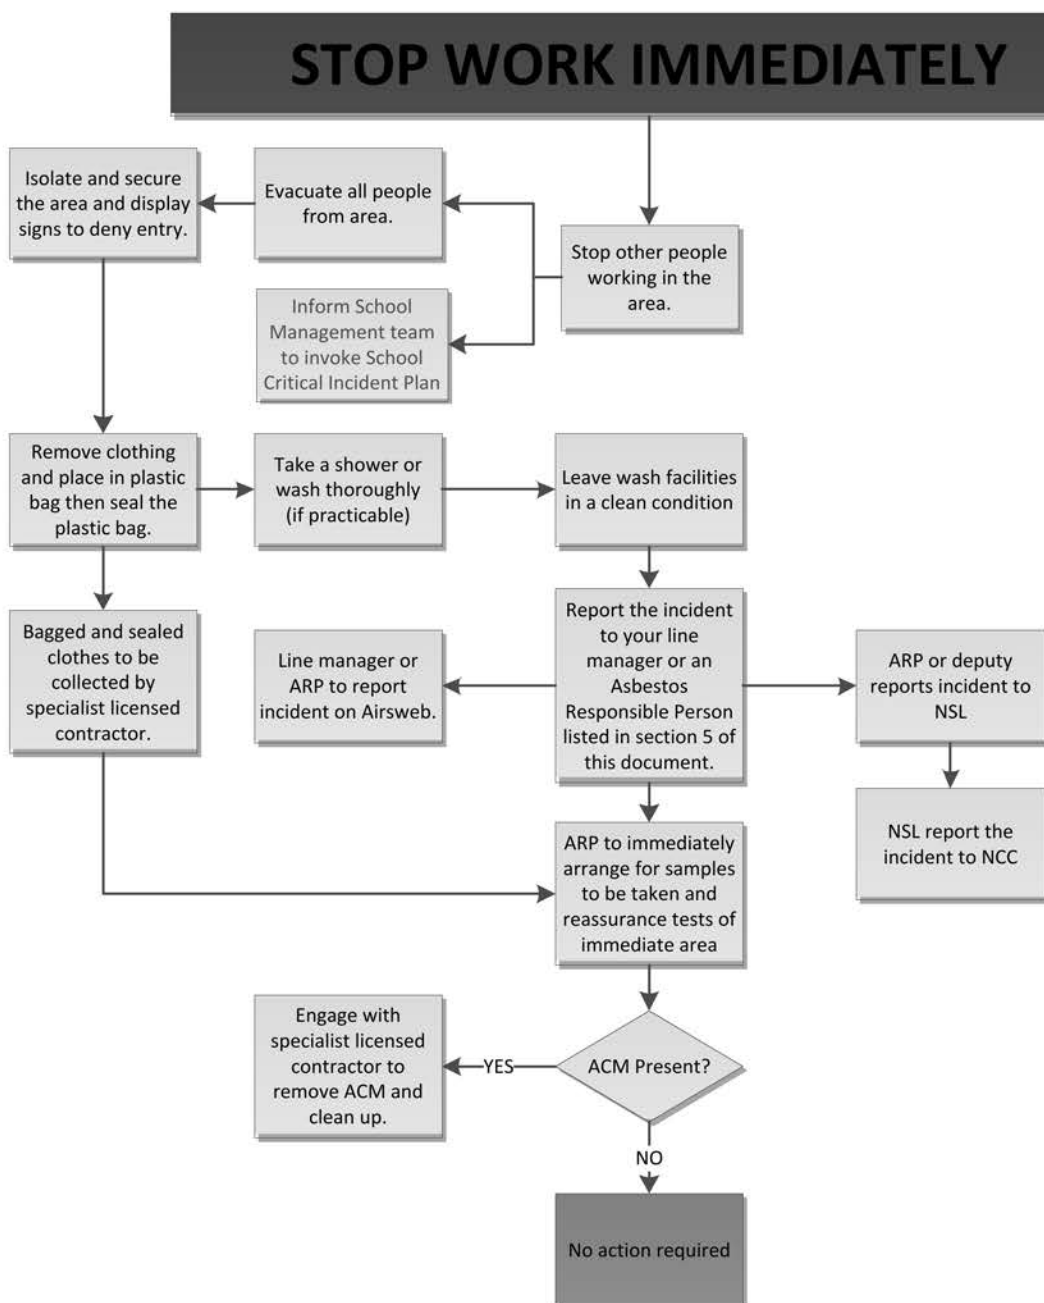 STOP WORK IMMEDIATELY
Isolate and secure
the area and display
signs to deny entry.
Evacuate all people
from area.
Stop other people
working in the
area.
Inform School
Management team
to invoke School
Critical Incident Plan
Remove clothing
and place in plastic
bag then seal the
plastic bag.
Take a shower or
wash thoroughly
(if practicable)
Leave wash facilities
in a clean condition
Bagged and sealed
clothes to be
collected by
specialist licensed
contractor.
Line manager or
ARP to report
incident on Airsweb.
Report the incident
to your line
manager or an
Asbestos
Responsible Person
listed in section 5 of
this document.
ARP or deputy
reports incident to
NSL
NSL report the
incident to NCC
ARP to immediately
arrange for samples
to be taken and
reassurance tests of
immediate area
Engage with
specialist licensed
contractor to
remove ACM and
clean up.
YES
ACM Present?
NO
No action required